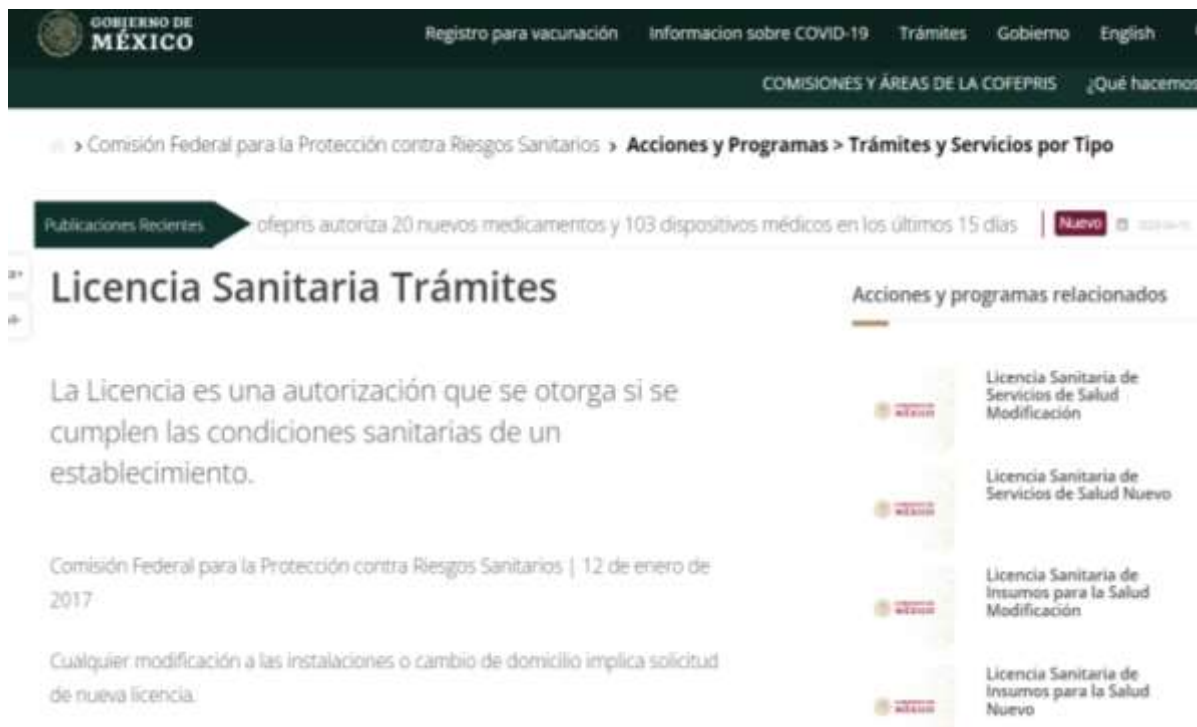 GOBIERNO DE
MÉXICO
Registro para vacunación Informacion sobre COVID-19 Trámites Gobierno English
COMISIONES Y ÁREAS DE LA COFEPRIS ¿Qué hacemos
> Comisión Federal para la Protección contra Riesgos Sanitarios > Acciones y Programas > Trámites y Servicios por Tipo
Publicaciones Recientes ofepris autoriza 20 nuevos medicamentos y 103 dispositivos médicos en los últimos 15 días Nuevo
Licencia Sanitaria Trámites
La Licencia es una autorización que se otorga si se
cumplen las condiciones sanitarias de un
establecimiento.
Comisión Federal para la Protección contra Riesgos Sanitarios | 12 de enero de
2017
Cualquier modificación a las instalaciones o cambio de domicilio implica solicitud
de nueva licencia.
Acciones y programas relacionados
Licencia Sanitaria de
Servicios de Salud
Modificación
MÉXICO
Licencia Sanitaria de
Servicios de Salud Nuevo
MÉXICO
Licencia Sanitaria de
Insumos para la Salud
Modificación
MÉXICO
Licencia Sanitaria de
Insumos para la Salud
Nuevo
MÉXICO